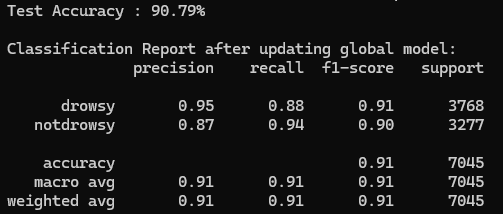 Test Accuracy : 90.79%
Classification Report after updating global model:
precision recall f1-score support
drowsy 0.95 0.88 0.91 3768
notdrowsy 0.87 0.94 0.90 3277
accuracy 0.91 7045
macro avg 0.91 0.91 0.91 7045
weighted avg 0.91 0.91 0.91 7045